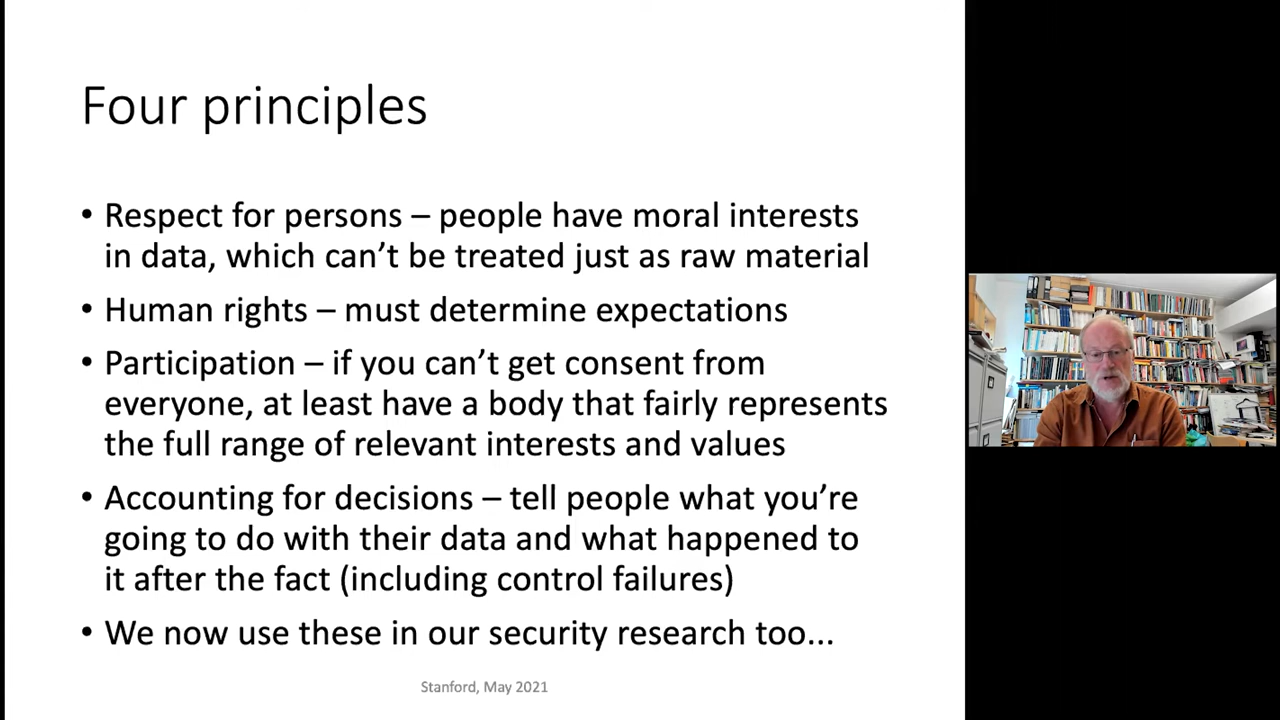 Four principles
• Respect for persons – people have moral interests
in data, which can’t be treated just as raw material
• Human rights – must determine expectations
• Participation – if you can’t get consent from
everyone, at least have a body that fairly represents
the full range of relevant interests and values
• Accounting for decisions – tell people what you’re
going to do with their data and what happened to
it after the fact (including control failures)
• We now use these in our security research too...
Stanford, May 2021